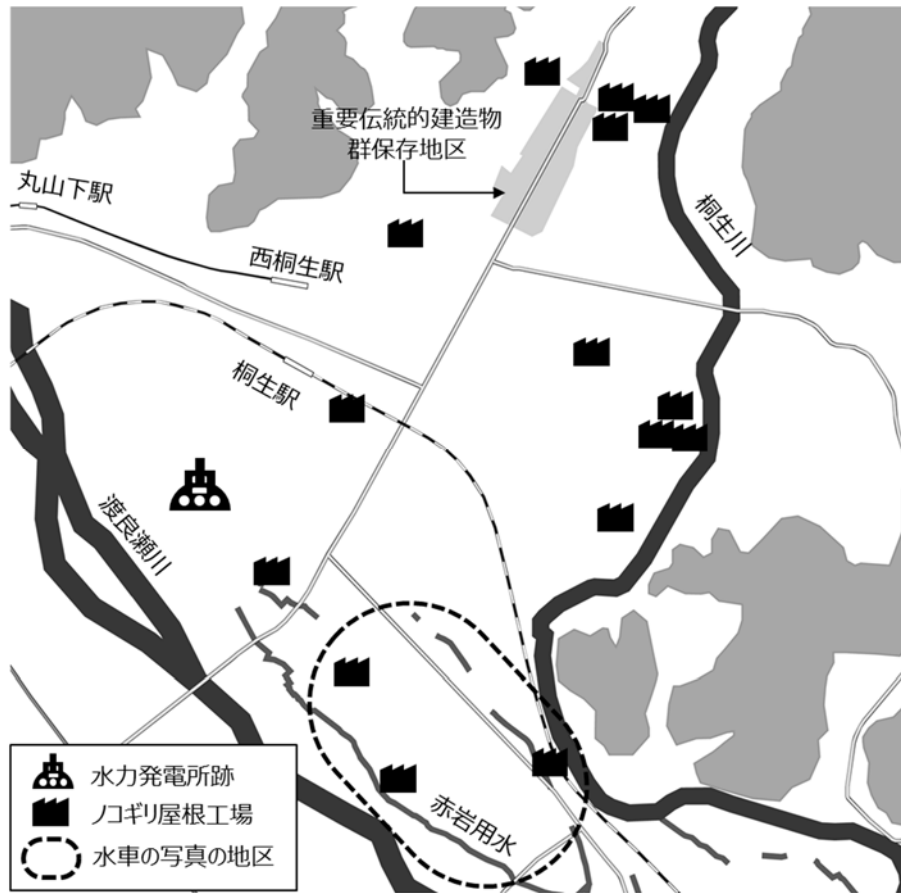 重要伝統的建造物
群保存地区
丸山下駅
西桐生駅
桐生川
桐生駅
渡良瀬川
赤岩用水
水力発電所跡
ノコギリ屋根工場
水車の写真の地区